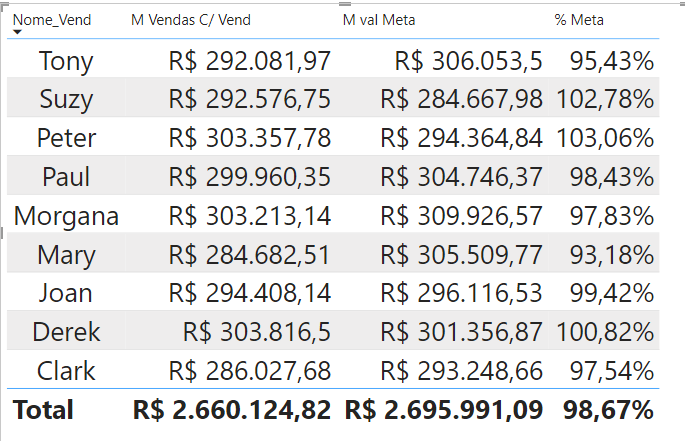 Nome_Vend M Vendas C/ Vend M val Meta % Meta
Tony R$ 292.081,97 R$ 306.053,5 95,43%
Suzy R$ 292.576,75 R$ 284.667,98 102,78%
Peter R$ 303.357,78 R$ 294.364,84 103,06%
Paul R$ 299.960,35 R$ 304.746,37 98,43%
Morgana R$ 303.213,14 R$ 309.926,57 97,83%
Mary R$ 284.682,51 R$ 305.509,77 93,18%
Joan R$ 294.408,14 R$ 296.116,53 99,42%
Derek R$ 303.816,5 R$ 301.356,87 100,82%
Clark R$ 286.027,68 R$ 293.248,66 97,54%
Total R$ 2.660.124,82 R$ 2.695.991,09 98,67%